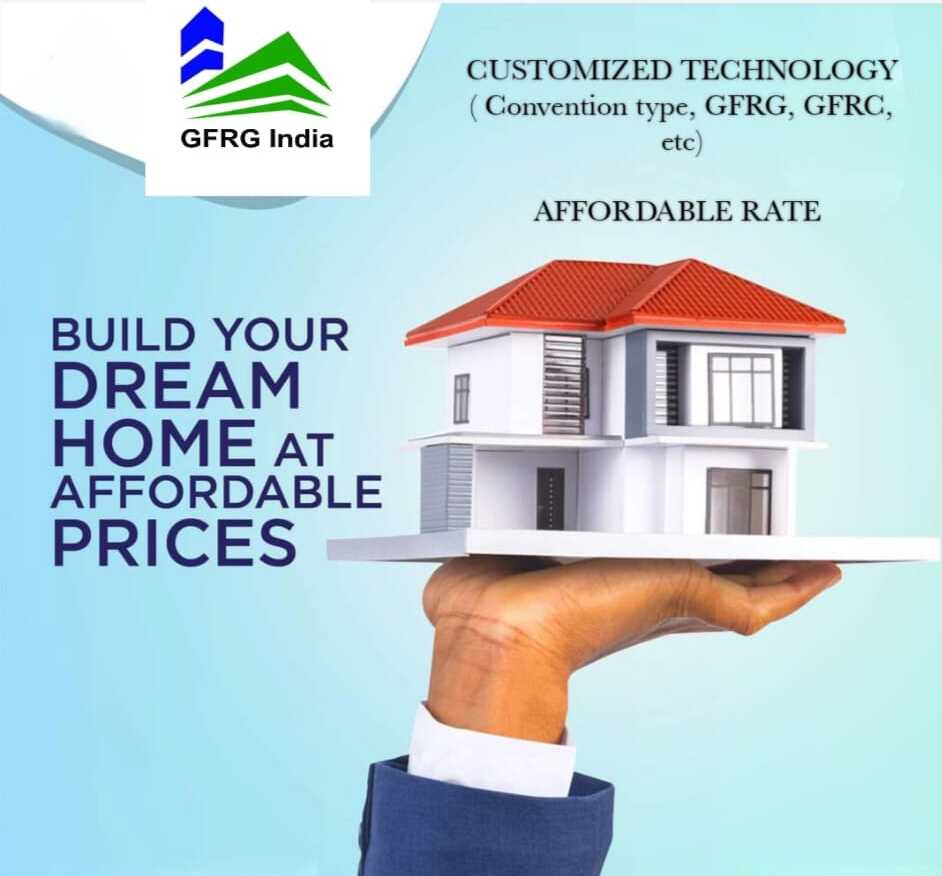 GFRG India
CUSTOMIZED TECHNOLOGY
( Convention type, GFRG, GFRC,
etc)
AFFORDABLE RATE
BUILD YOUR
DREAM
HOME AT
AFFORDABLE
PRICES